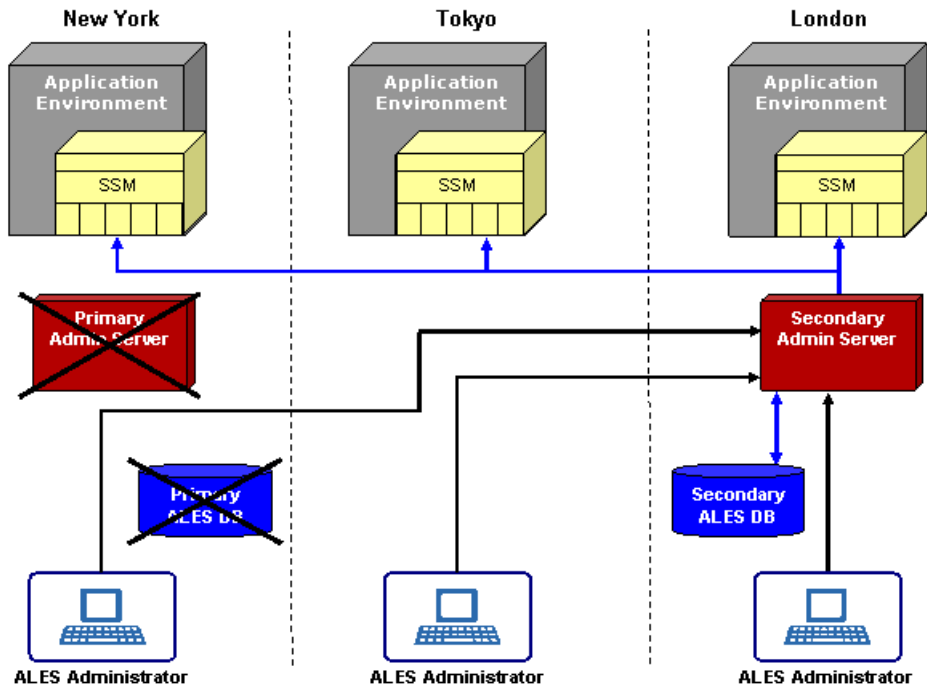 New York
Tokyo
London
Application
Environment
SSM
Application
Environment
SSM
Application
Environment
SSM
Primary
Admin Server
Secondary
Admin Server
Primary
ALES DB
Secondary
ALES DB
ALES Administrator
ALES Administrator
ALES Administrator